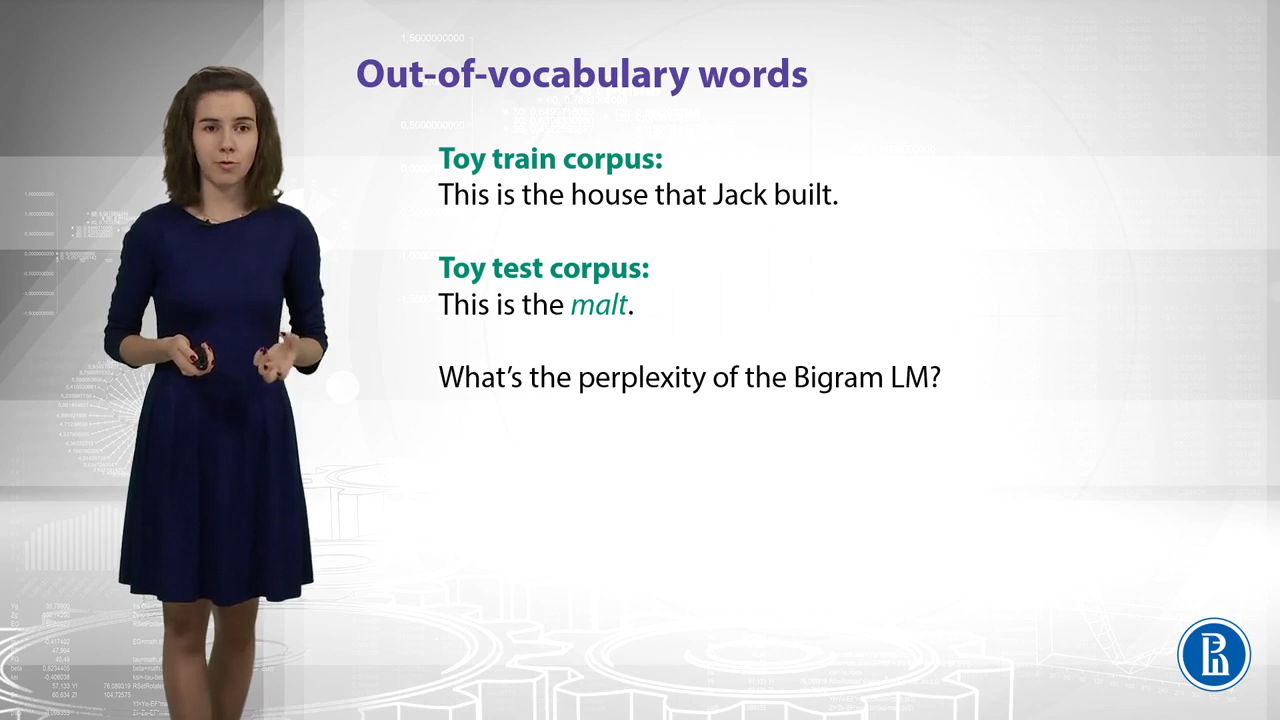 Out-of-vocabulary words
Toy train corpus:
This is the house that Jack built.
Toy test corpus:
This is the malt.
What's the perplexity of the Bigram LM?